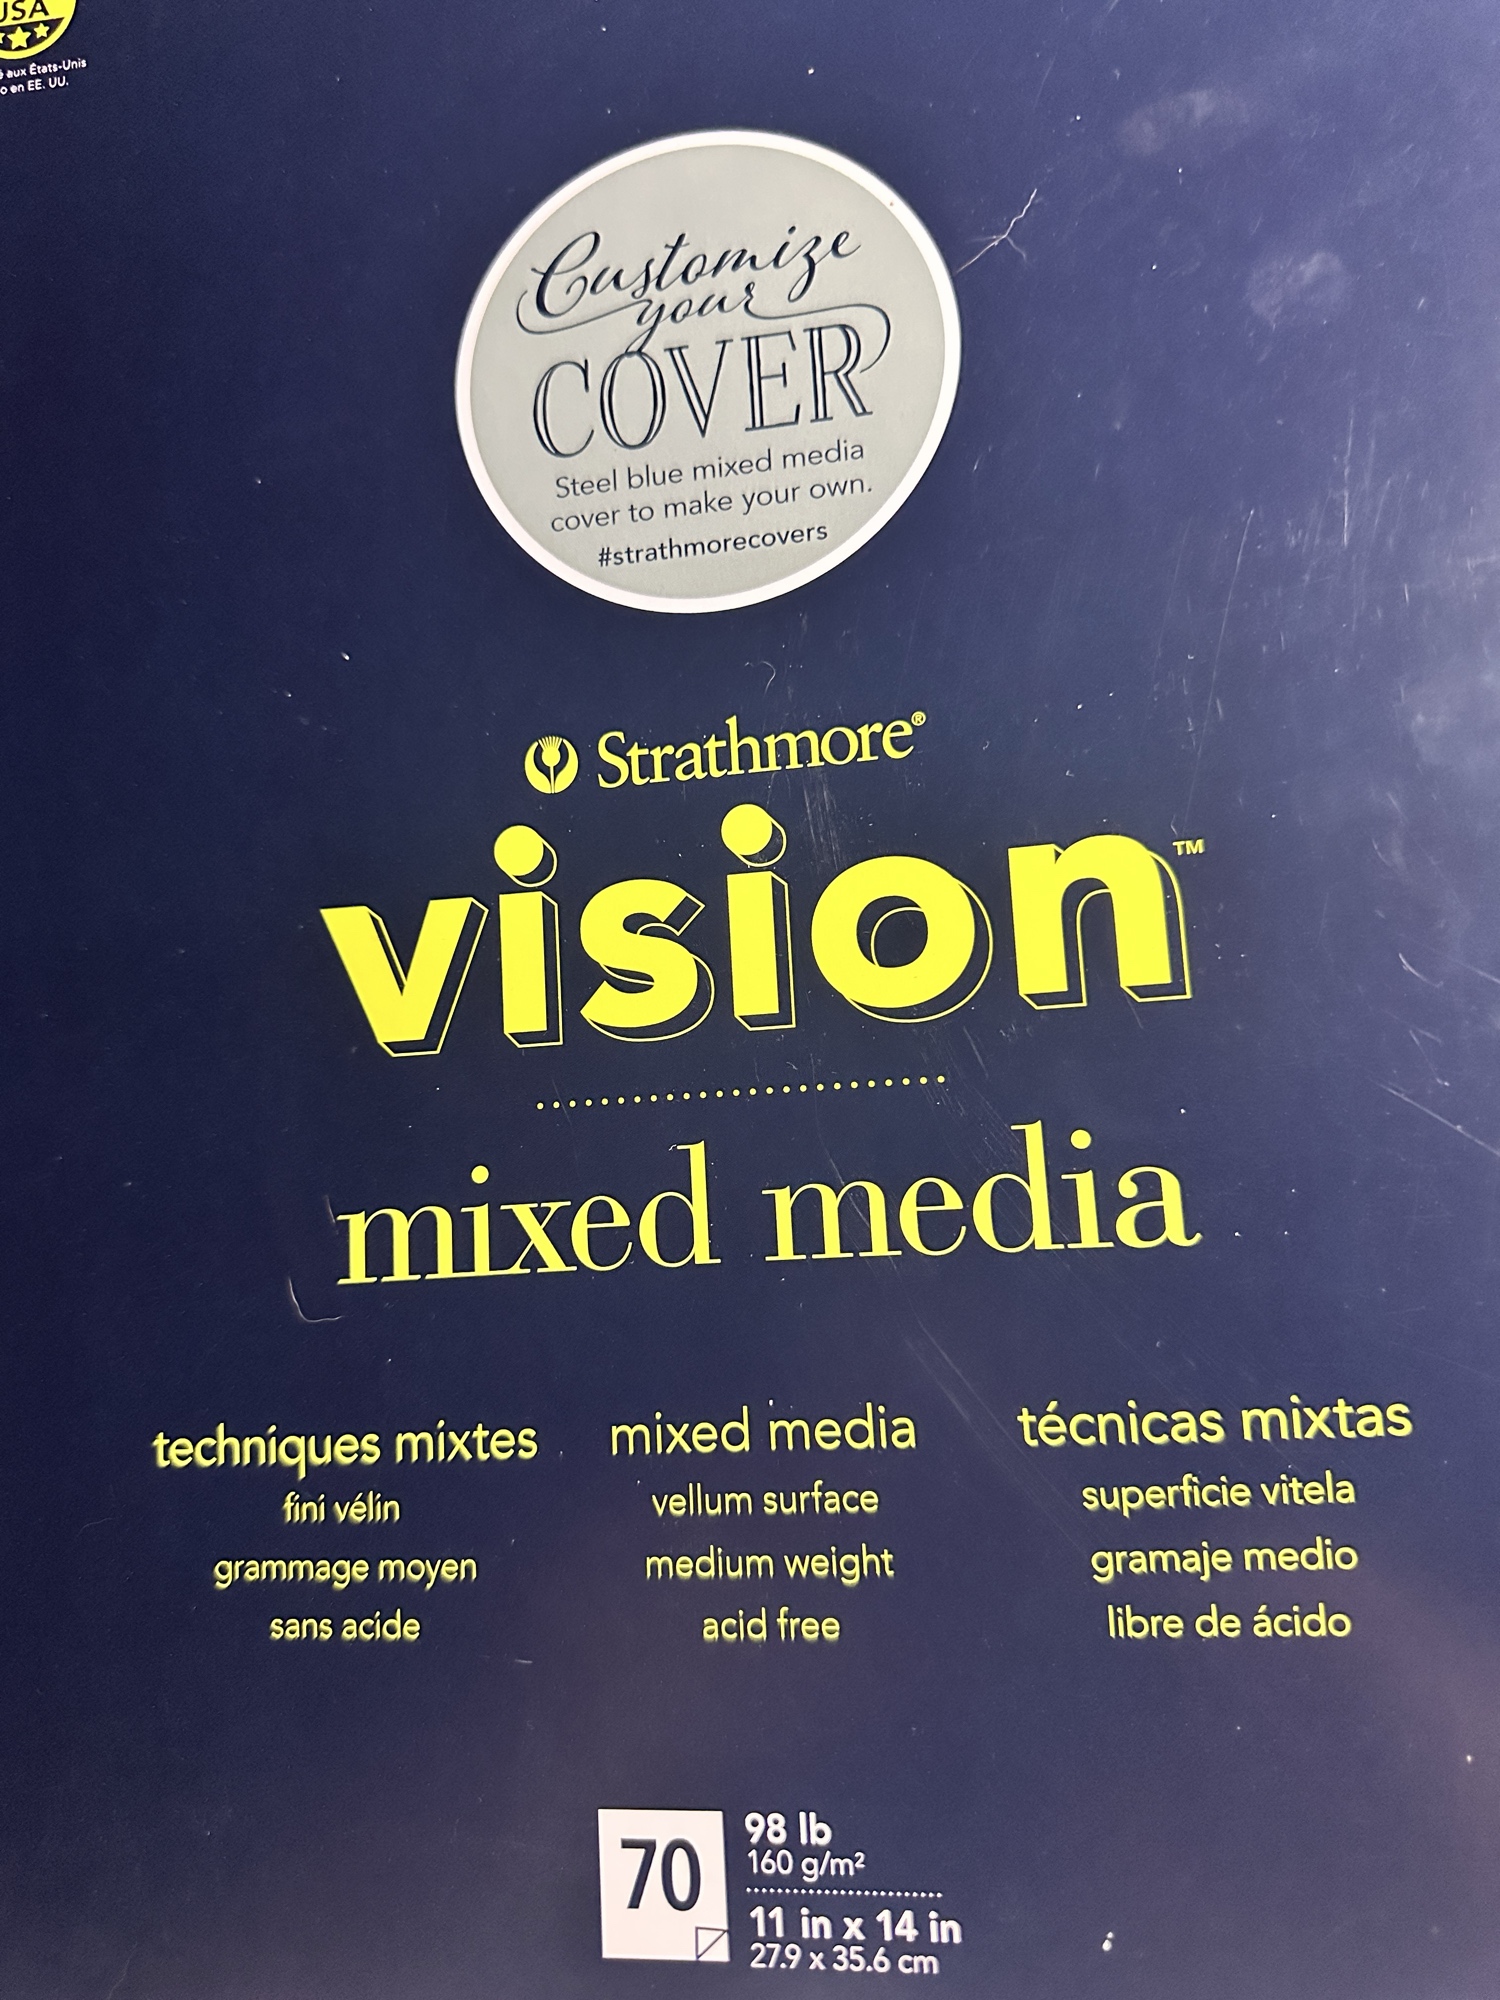 USA
aux États-Unis
en EE. UU.
Customize
your
COVER
Steel blue mixed media
cover to make your own.
#strathmorecovers
Strathmore®
vision™
mixed media
techniques mixtes
fini vélin
grammage moyen
sans acide
mixed media
vellum surface
medium weight
acid free
técnicas mixtas
superficie vitela
gramaje medio
libre de ácido
70
98 lb
160 g/m²
11 in x 14 in
27.9 x 35.6 cm